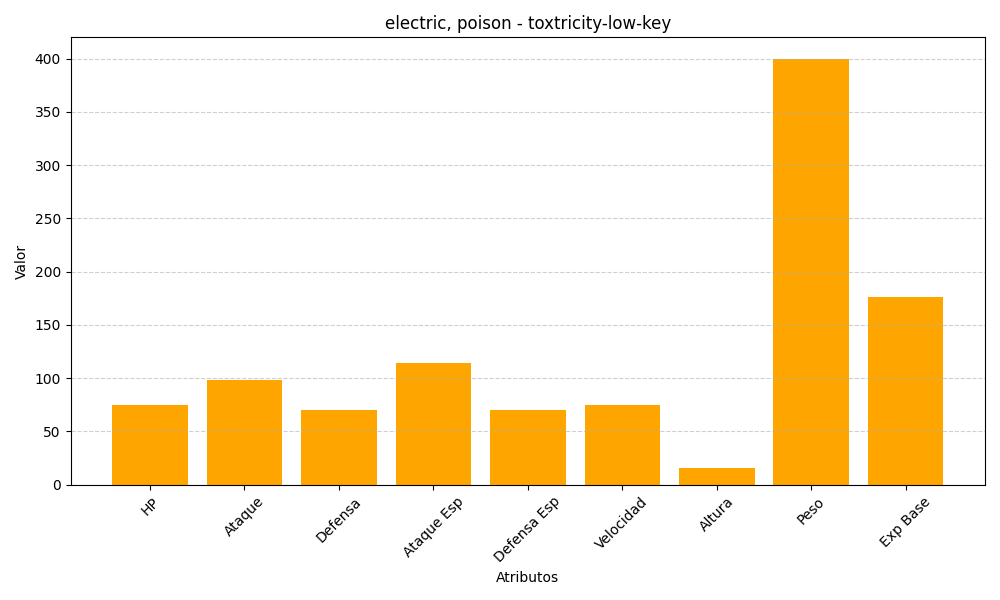 electric, poison - toxtricity-low-key
Valor
400
350
300
250
200
150
100
50
0
HP
Ataque
Defensa
Ataque Esp
Defensa Esp
Velocidad
Altura
Peso
Exp Base
Atributos